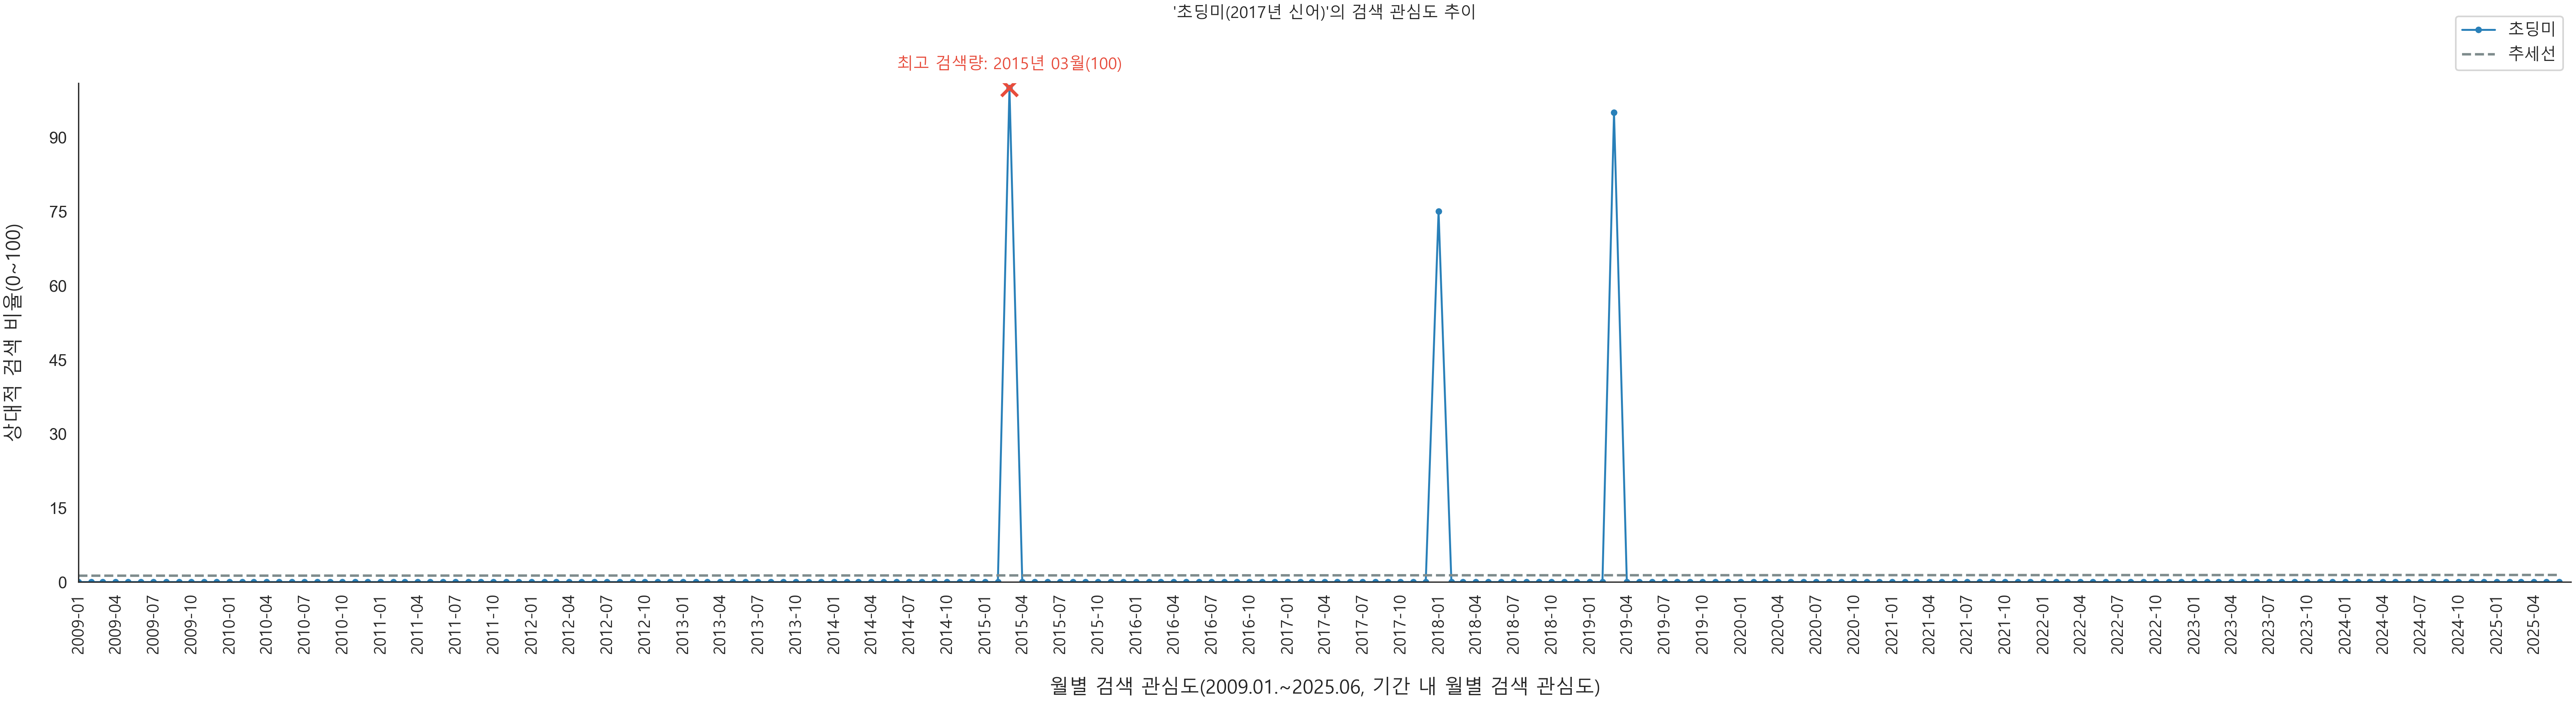 '초딩미(2017년 신어)'의 검색 관심도 추이
초딩미
추세선
최고 검색량: 2015년 03월(100)
상대적 검색 비율(0~100)
90
75
60
45
30
15
0
2009-01 2009-04 2009-07 2009-10 2010-01 2010-04 2010-07 2010-10 2011-01 2011-04 2011-07 2011-10 2012-01 2012-04 2012-07 2012-10 2013-01 2013-04 2013-07 2013-10 2014-01 2014-04 2014-07 2014-10 2015-01 2015-04 2015-07 2015-10 2016-01 2016-04 2016-07 2016-10 2017-01 2017-04 2017-07 2017-10 2018-01 2018-04 2018-07 2018-10 2019-01 2019-04 2019-07 2019-10 2020-01 2020-04 2020-07 2020-10 2021-01 2021-04 2021-07 2021-10 2022-01 2022-04 2022-07 2022-10 2023-01 2023-04 2023-07 2023-10 2024-01 2024-04 2024-07 2024-10 2025-01 2025-04
월별 검색 관심도(2009.01.~2025.06, 기간 내 월별 검색 관심도)